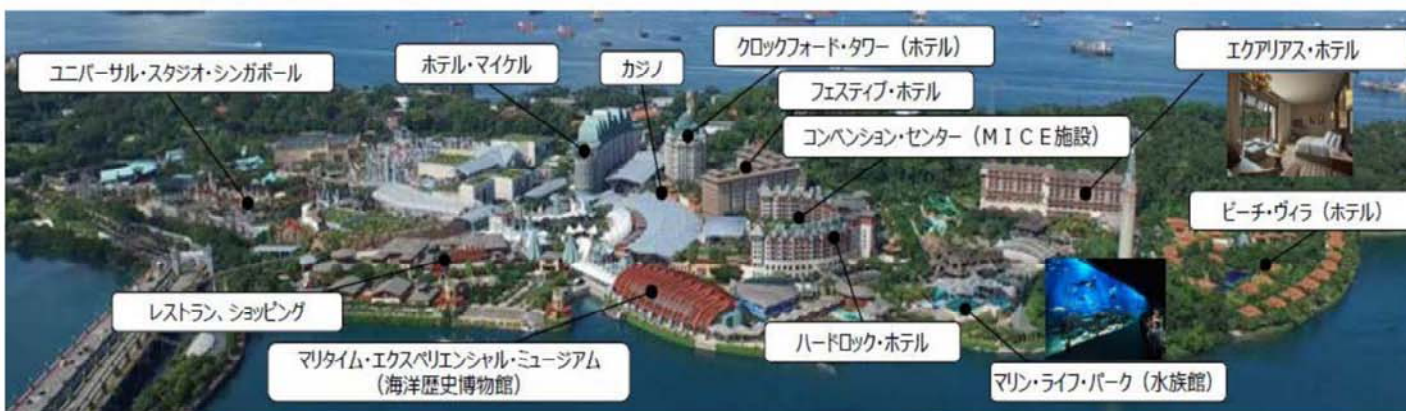 クロックフォード・タワー（ホテル）
エクアリアス・ホテル
ユニバーサル・スタジオ・シンガポール
ホテル・マイケル
カジノ
フェスティブ・ホテル
コンベンション・センター（ＭＩＣＥ施設）
ビーチ・ヴィラ（ホテル）
レストラン、ショッピング
ハードロック・ホテル
マリタイム・エクスペリエンシャル・ミュージアム
（海洋歴史博物館）
マリン・ライフ・パーク（水族館）